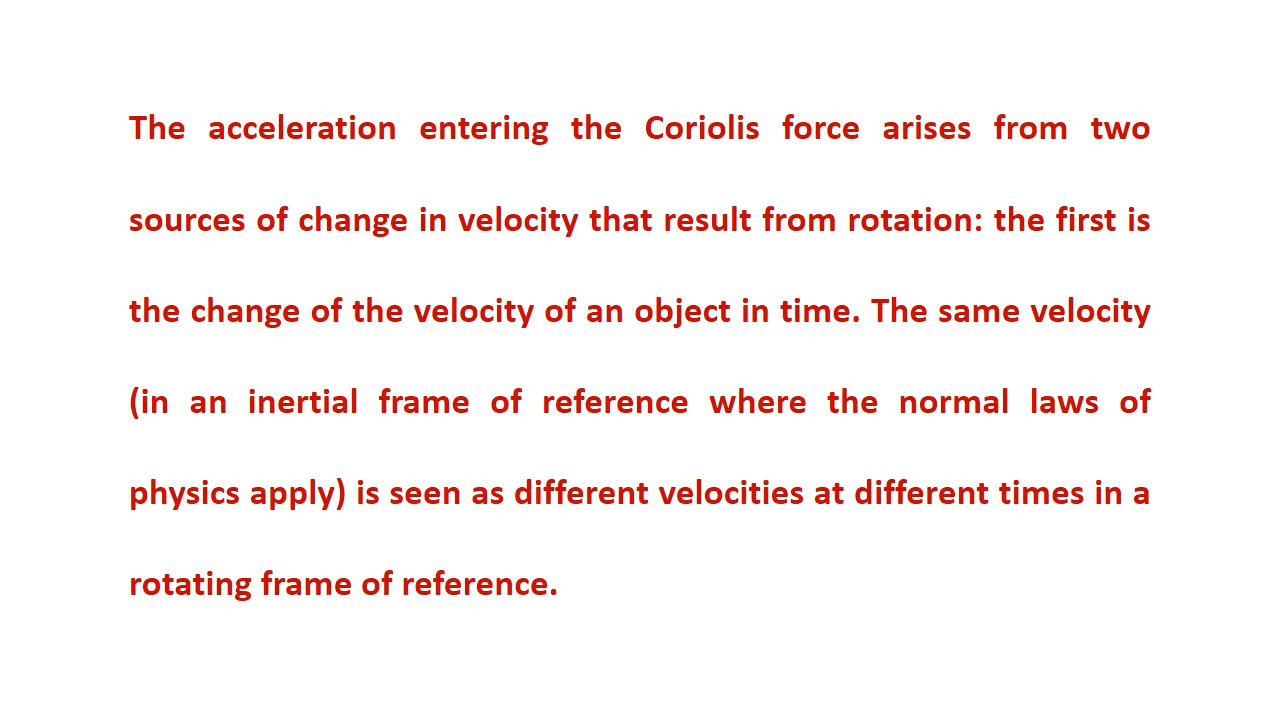 The acceleration entering the Coriolis force arises from two
sources of change in velocity that result from rotation: the first is
the change of the velocity of an object in time. The same velocity
(in an inertial frame of reference where the normal laws of
physics apply) is seen as different velocities at different times in a
rotating frame of reference.